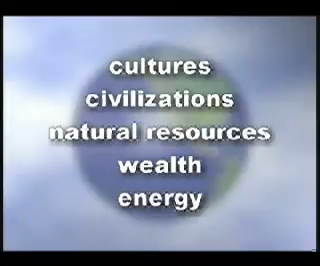 cultures
civilizations
natural resources
wealth
energy